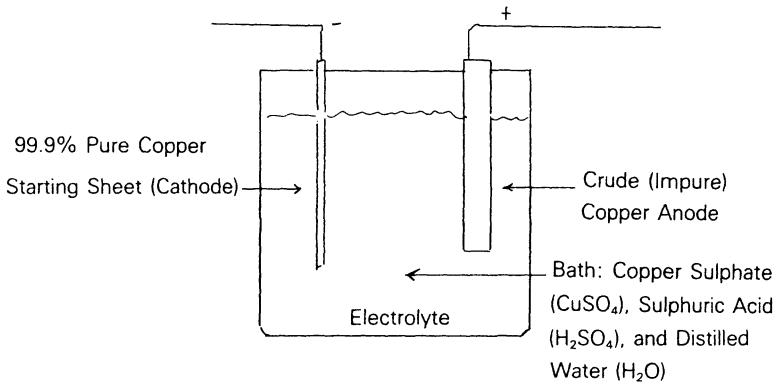 -
+
99.9% Pure Copper
Starting Sheet (Cathode)
Crude (Impure)
Copper Anode
Bath: Copper Sulphate
(CuSO₄), Sulphuric Acid
(H₂SO₄), and Distilled
Water (H₂O)
Electrolyte